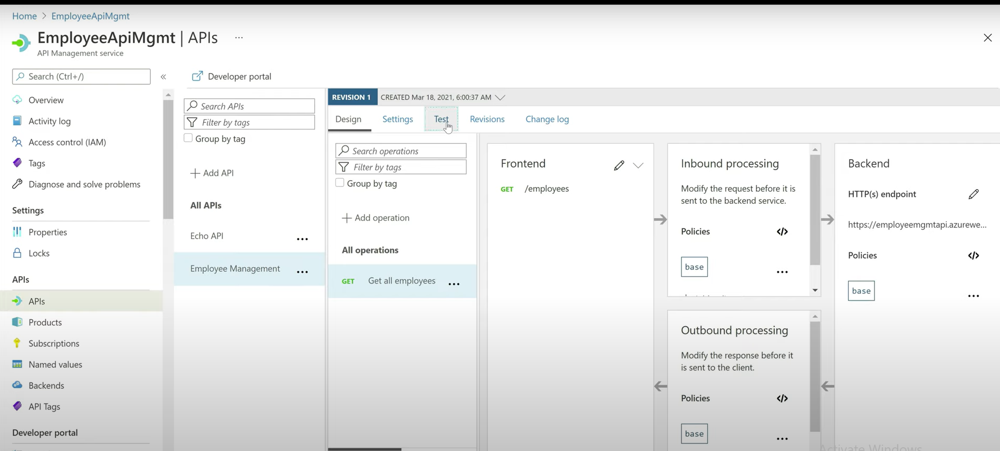 Home > EmployeeApiMgmt
EmployeeApiMgmt | APIs ...
API Management service
Search (Ctrl+/)
«
Overview
Activity log
Access control (IAM)
Tags
Diagnose and solve problems
Settings
Properties
Locks
APIs
APIs
Products
Subscriptions
Named values
Backends
API Tags
Developer portal
Developer portal
Search APIs
Filter by tags
Group by tag
+ Add API
All APIs
Echo API ...
Employee Management ...
REVISION 1 CREATED Mar 18, 2021, 6:00:37 AM
Design Settings Test Revisions Change log
Search operations
Filter by tags
Group by tag
+ Add operation
All operations
GET Get all employees ...
Frontend
GET /employees
Inbound processing
Modify the request before it is
sent to the backend service.
Policies </>
base ...
Outbound processing
Modify the response before it
is sent to the client.
Policies </>
base ...
Backend
HTTP(s) endpoint
https://employeemgmtapi.azurewe...
Policies </>
base ...
Activate Windows